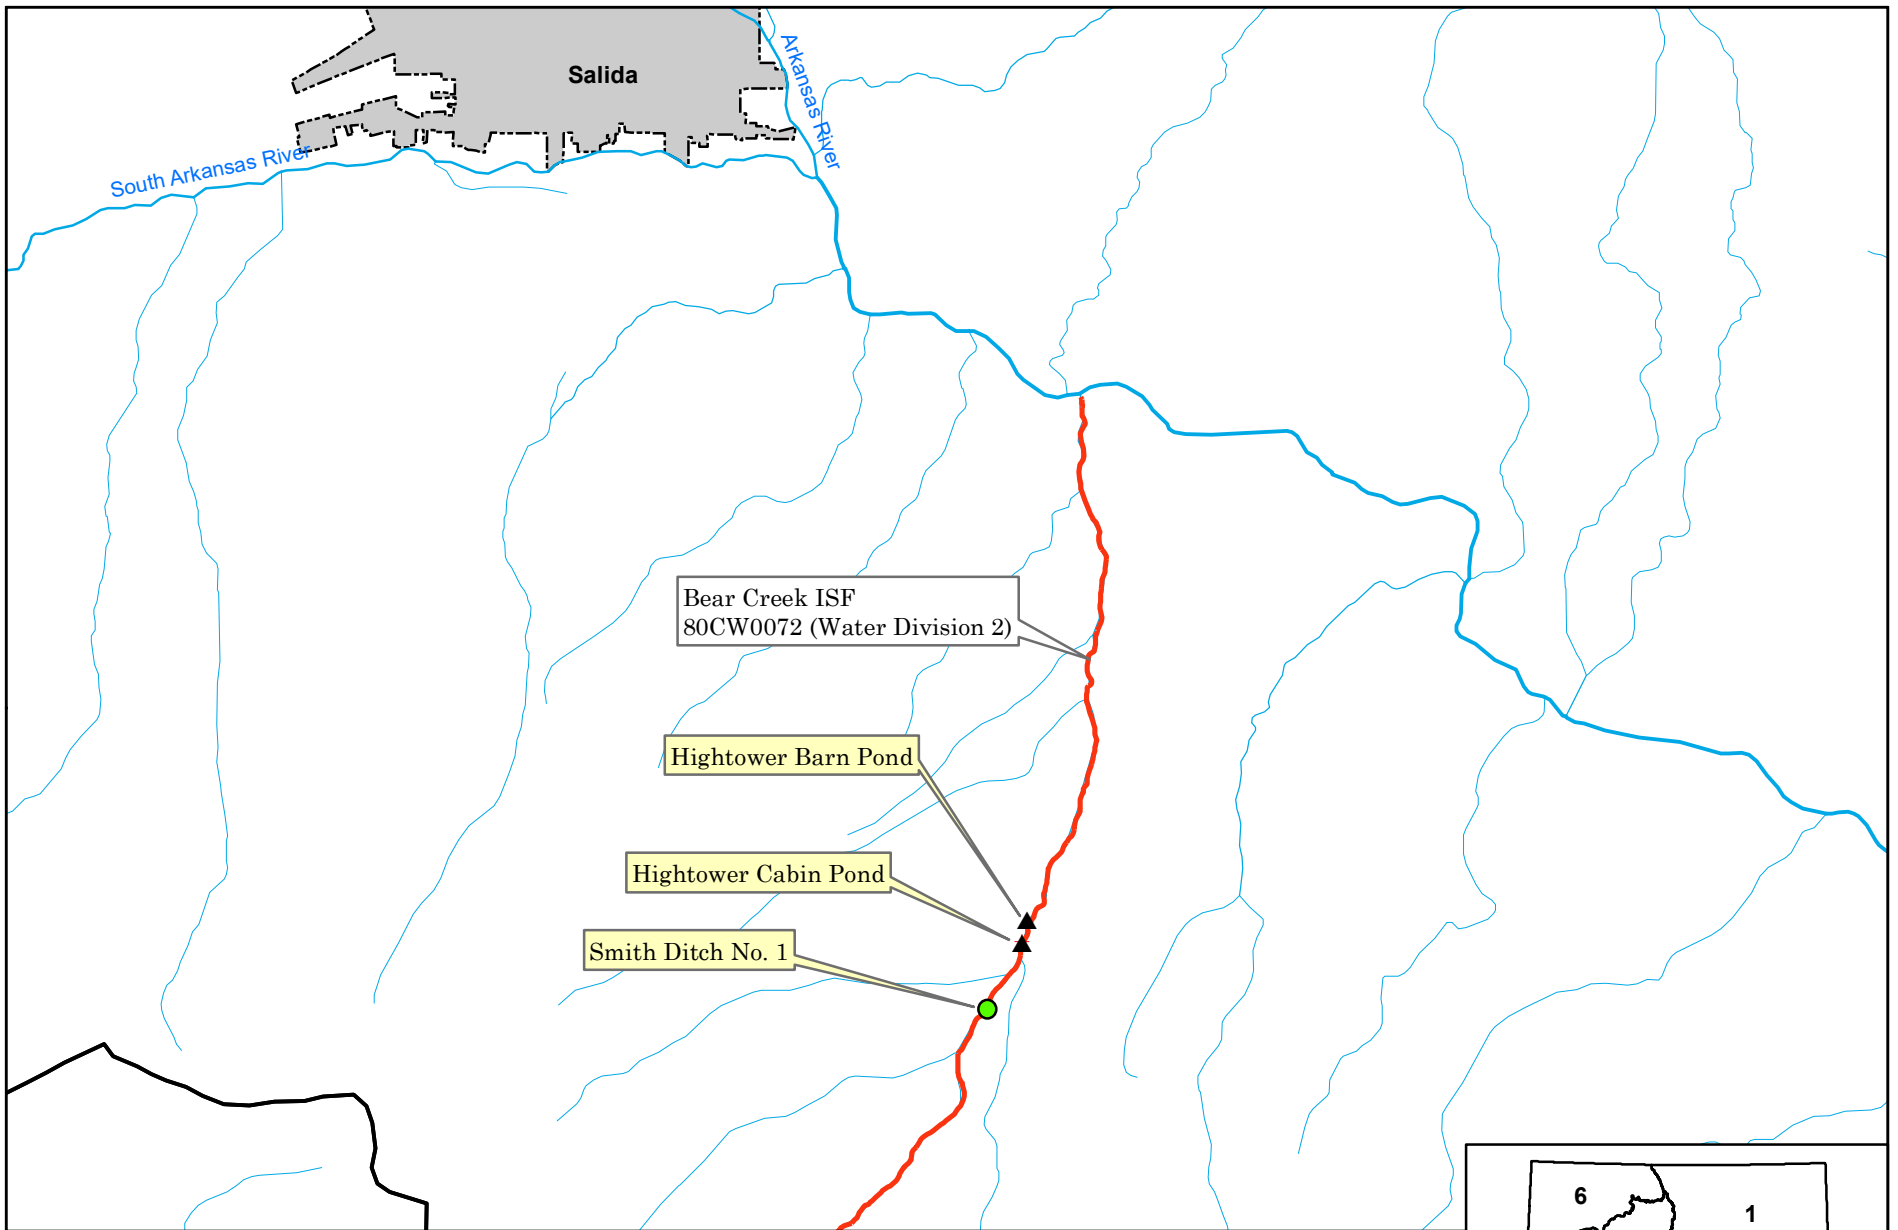 Salida
Arkansas River
South Arkansas River
Bear Creek ISF
80CW0072 (Water Division 2)
Hightower Barn Pond
Hightower Cabin Pond
Smith Ditch No. 1
6
1